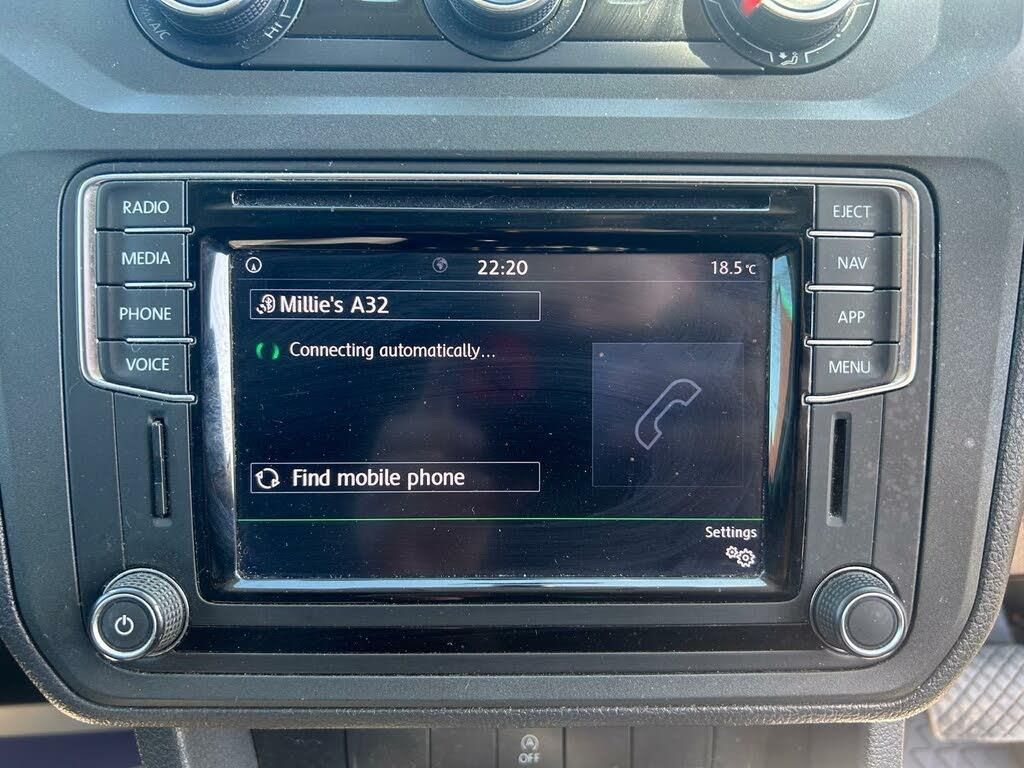 A/C
HI
RADIO
MEDIA
PHONE
VOICE
EJECT
NAV
APP
MENU
22:20
18.5°C
Millie's A32
Connecting automatically...
Find mobile phone
Settings
A
OFF